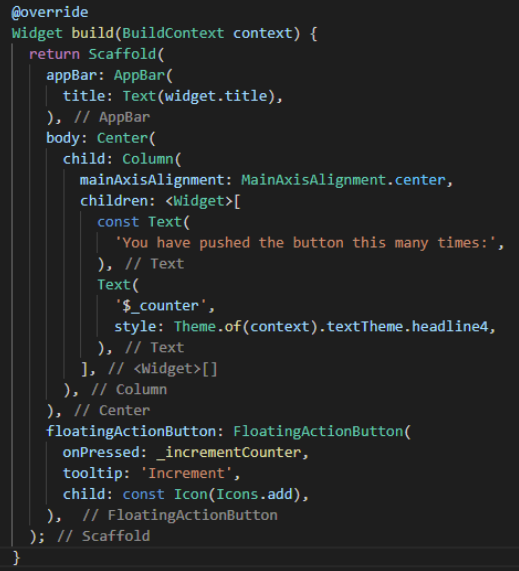 @override
Widget build(BuildContext context) {
  return Scaffold(
    appBar: AppBar(
      title: Text(widget.title),
    ), // AppBar
    body: Center(
      child: Column(
        mainAxisAlignment: MainAxisAlignment.center,
        children: <Widget>[
          const Text(
            'You have pushed the button this many times:',
          ), // Text
          Text(
            '$_counter',
            style: Theme.of(context).textTheme.headline4,
          ), // Text
        ], // <Widget>[]
      ), // Column
    ), // Center
    floatingActionButton: FloatingActionButton(
      onPressed: _incrementCounter,
      tooltip: 'Increment',
      child: const Icon(Icons.add),
    ),  // FloatingActionButton
  ); // Scaffold
}